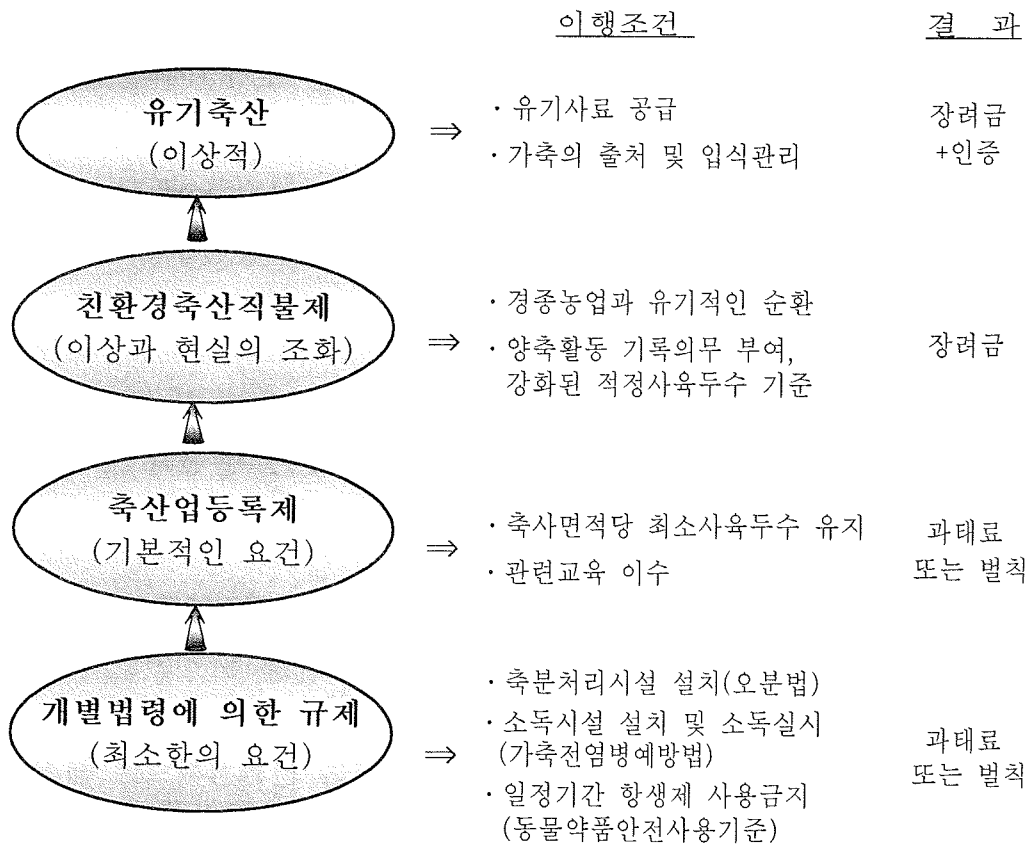 이행조건 결 과
유기축산
(이상적)
⇒
· 유기사료 공급
· 가축의 출처 및 입식관리
장려금
+인증
친환경축산직불제
(이상과 현실의 조화)
⇒
· 경종농업과 유기적인 순환
· 양축활동 기록의무 부여,
강화된 적정사육두수 기준
장려금
축산업등록제
(기본적인 요건)
⇒
· 축사면적당 최소사육두수 유지
· 관련교육 이수
과태료
또는 벌칙
개별법령에 의한 규제
(최소한의 요건)
⇒
· 축분처리시설 설치(오분법)
· 소독시설 설치 및 소독실시
(가축전염병예방법)
· 일정기간 항생제 사용금지
(동물약품안전사용기준)
과태료
또는 벌칙